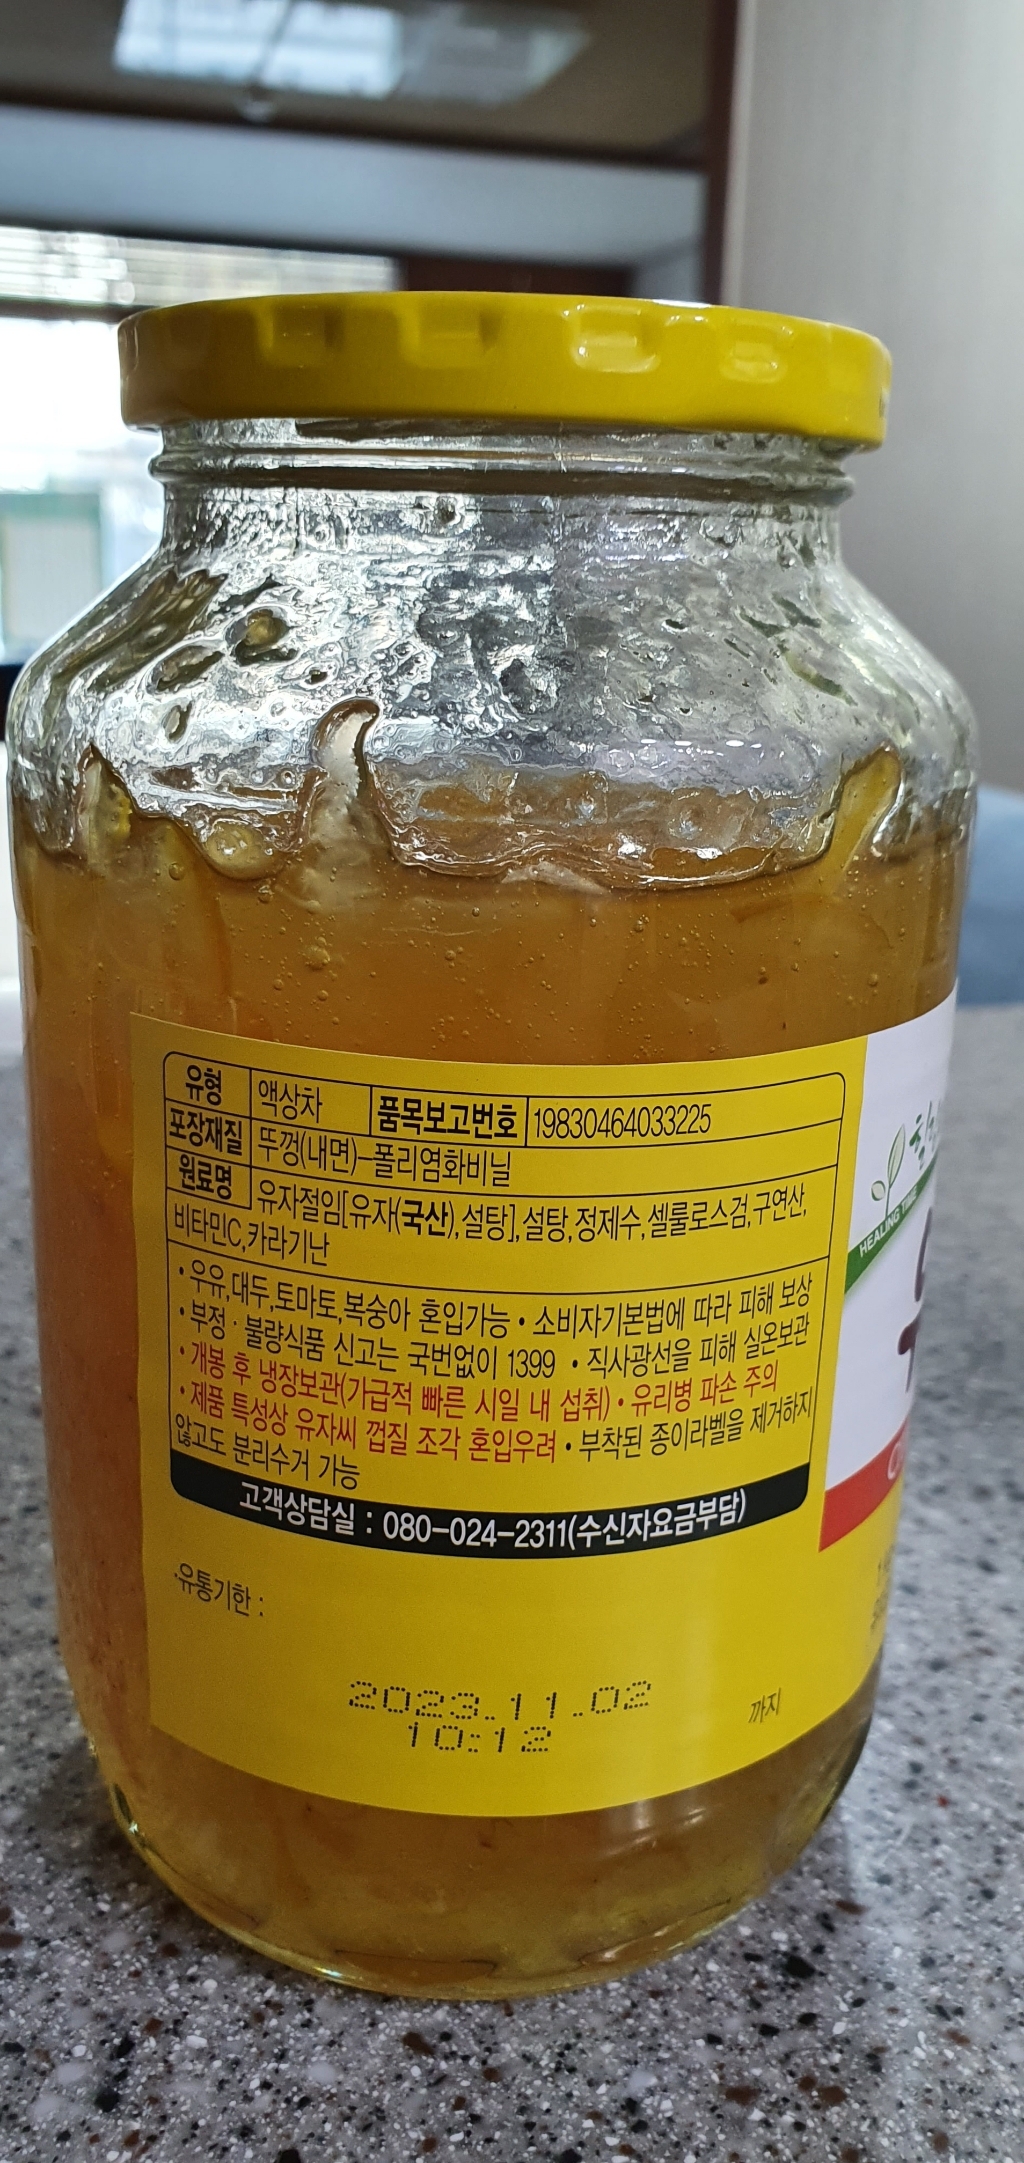 유형 액상차 품목보고번호 19830464033225
포장재질 뚜껑(내면)-폴리염화비닐
원료명 유자절임[유자(국산),설탕],설탕,정제수,셀룰로스검,구연산,
비타민C,카라기난
• 우유,대두,토마토,복숭아 혼입가능 • 소비자기본법에 따라 피해 보상
• 부정 · 불량식품 신고는 국번없이 1399 • 직사광선을 피해 실온보관
• 개봉 후 냉장보관(가급적 빠른 시일 내 섭취) • 유리병 파손 주의
• 제품 특성상 유자씨 껍질 조각 혼입우려 • 부착된 종이라벨을 제거하지
않고도 분리수거 가능
고객상담실 : 080-024-2311(수신자요금부담)
·유통기한 :
2023.11.02 까지
10:12
HEALING TIME